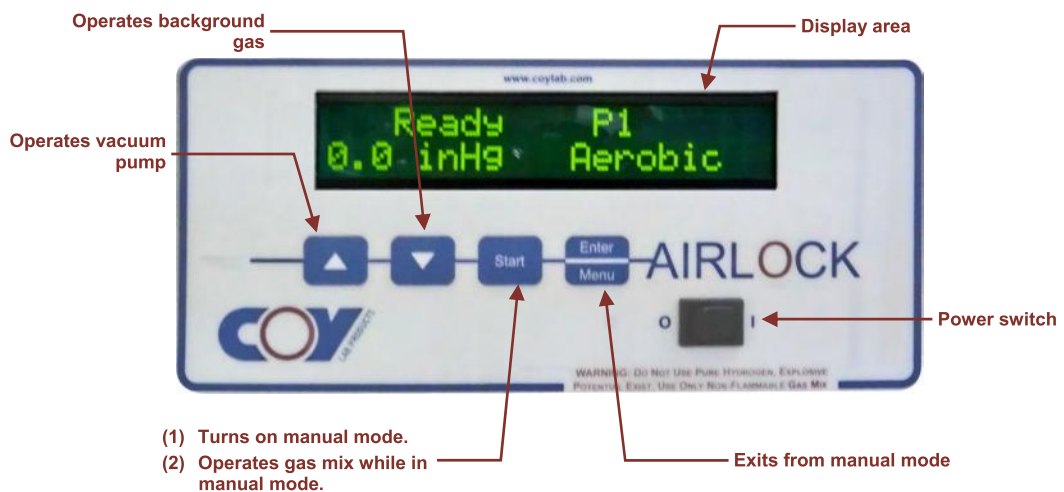 Operates background
gas
Display area
www.coylab.com
Ready P1
0.0 inHg Aerobic
Operates vacuum
pump
Start
Enter
Menu
AIRLOCK
COY
LAB PRODUCTS
O I
Power switch
WARNING: DO NOT USE PURE HYDROGEN, EXPLOSIVE
POTENTIAL EXIST, USE ONLY NON FLAMMABLE GAS MIX
(1) Turns on manual mode.
(2) Operates gas mix while in
manual mode.
Exits from manual mode